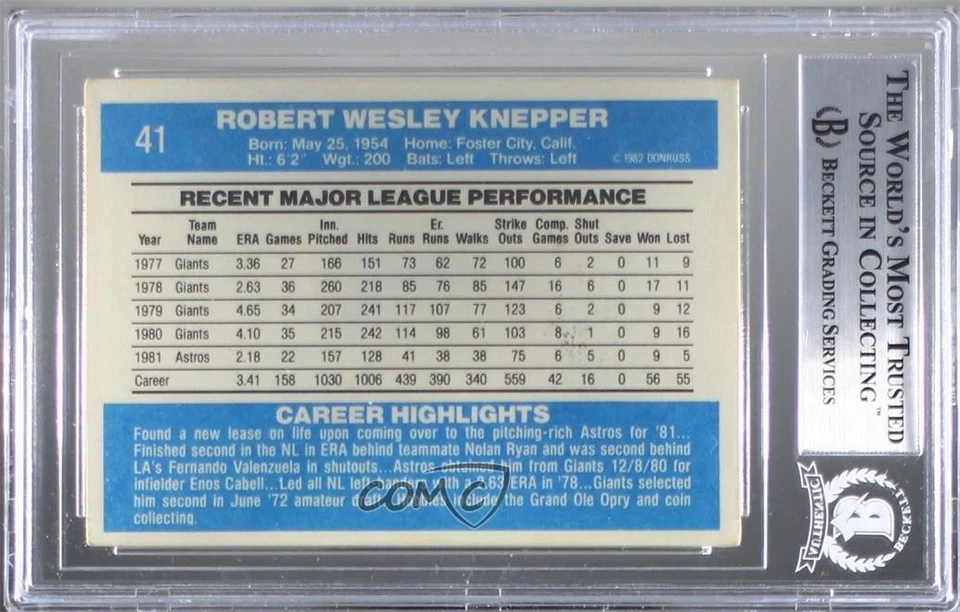 41
ROBERT WESLEY KNEPPER
Born: May 25, 1954 Home: Foster City, Calif.
Ht.: 6'2" Wgt.: 200 Bats: Left Throws: Left
© 1982 DONRUSS
RECENT MAJOR LEAGUE PERFORMANCE
Year Team Name ERA Games Inn. Pitched Hits Runs Er. Runs Walks Strike Outs Comp. Games Shut Outs Save Won Lost
1977 Giants 3.36 27 166 151 73 62 72 100 6 2 0 11 9
1978 Giants 2.63 36 260 218 85 76 85 147 16 6 0 17 11
1979 Giants 4.65 34 207 241 117 107 77 123 6 2 0 9 12
1980 Giants 4.10 35 215 242 114 98 61 103 8 1 0 9 16
1981 Astros 2.18 22 157 128 41 38 38 75 6 5 0 9 5
Career 3.41 158 1030 1006 439 390 340 559 42 16 0 56 55
CAREER HIGHLIGHTS
Found a new lease on life upon coming over to the pitching-rich Astros for '81...
Finished second in the NL in ERA behind teammate Nolan Ryan and was second behind
LA's Fernando Valenzuela in shutouts...Astros obtained him from Giants 12/8/80 for
infielder Enos Cabell...Led all NL left with a 2.63 ERA in '78...Giants selected
him second in June '72 amateur draft...Hobbies include the Grand Ole Opry and coin
collecting.
COMC
THE WORLD'S MOST TRUSTED
SOURCE IN COLLECTING™
B BECKETT GRADING SERVICES
AUTHENTIC
B
BECKETT